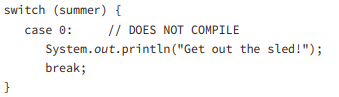 switch (summer) {
   case 0:     // DOES NOT COMPILE
      System.out.println("Get out the sled!");
      break;
}